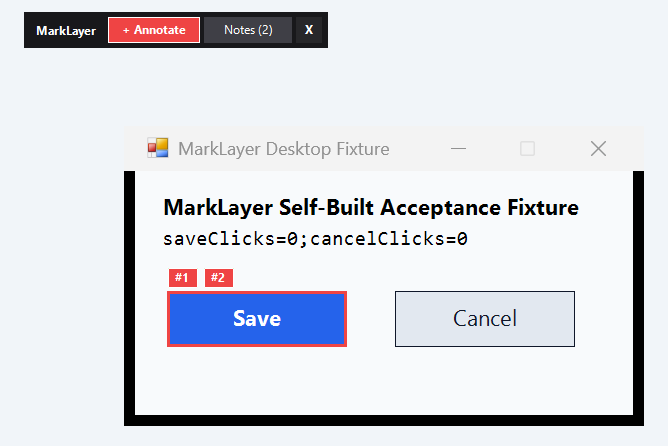 MarkLayer + Annotate Notes (2) X
MarkLayer Desktop Fixture
MarkLayer Self-Built Acceptance Fixture
saveClicks=0;cancelClicks=0
#1 #2
Save Cancel